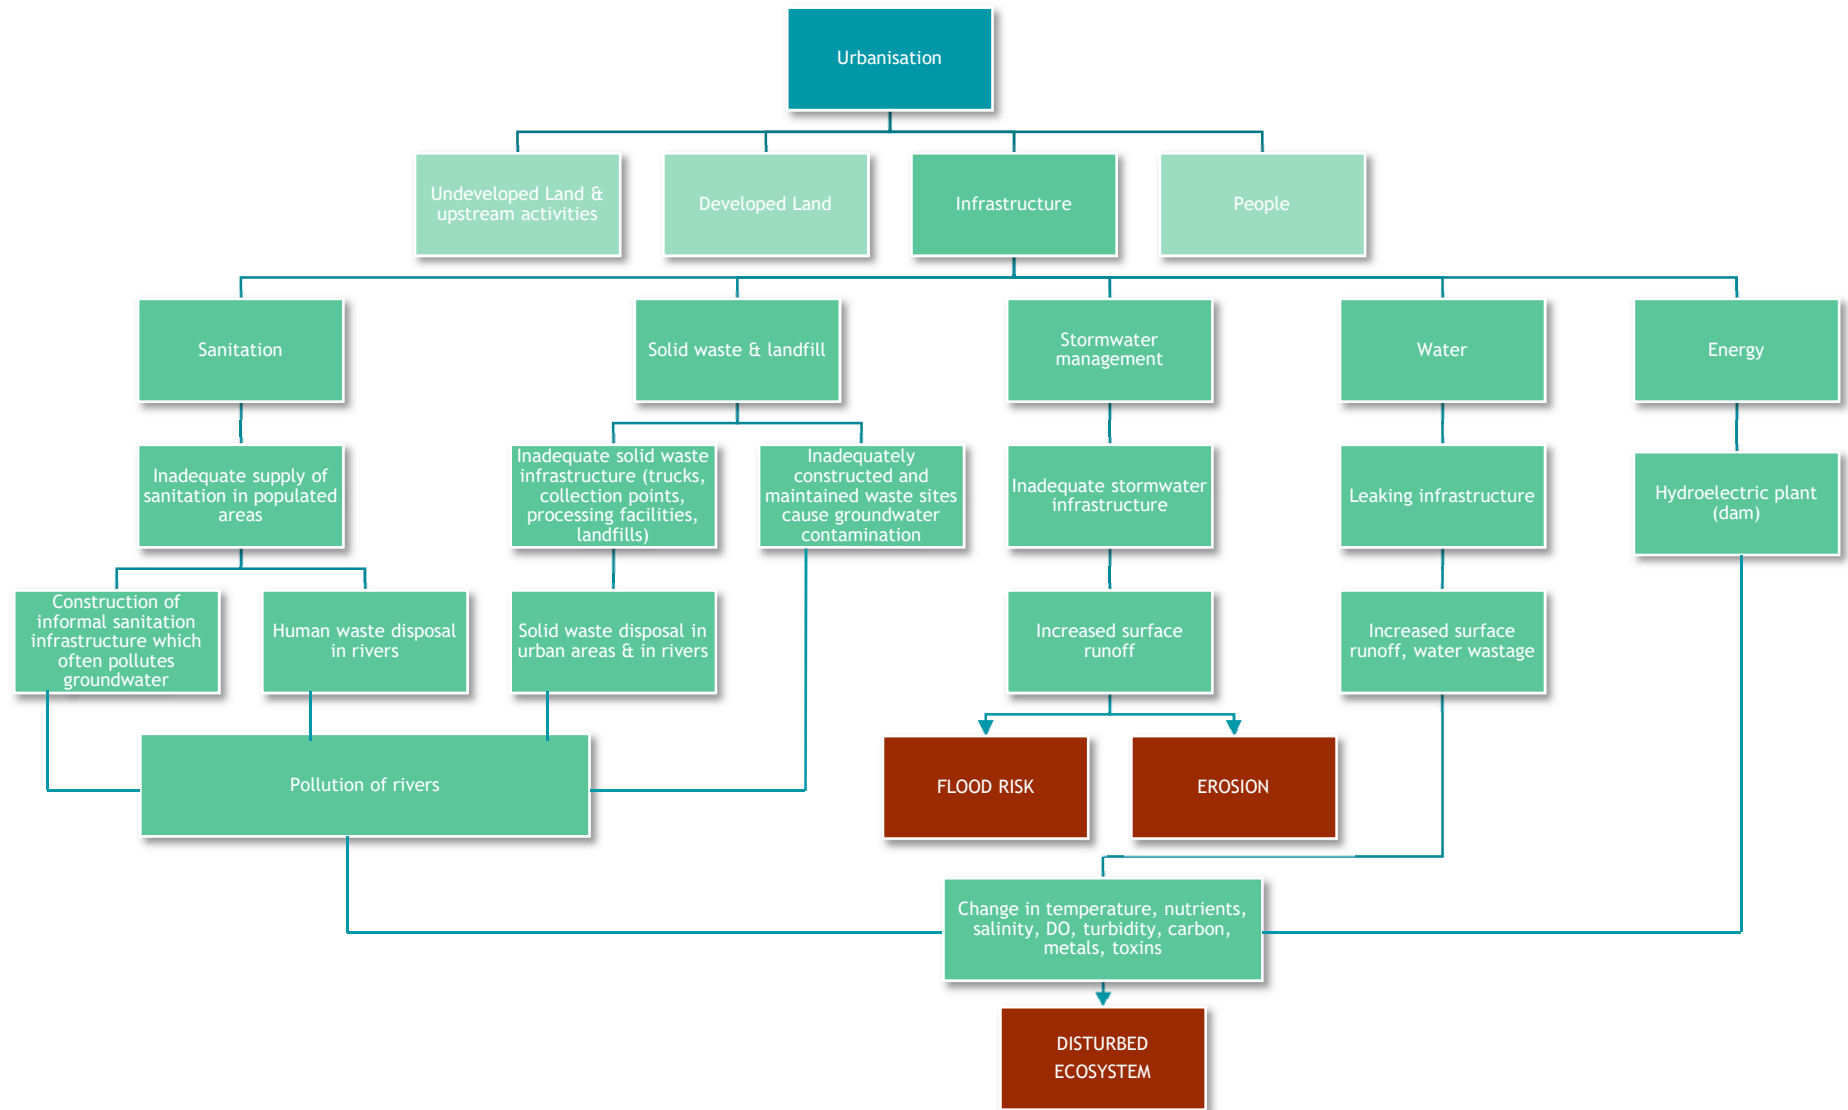 Urbanisation
Undeveloped Land &
upstream activities
Developed Land
Infrastructure
People
Sanitation
Solid waste & landfill
Stormwater
management
Water
Energy
Inadequate supply of
sanitation in populated
areas
Inadequate solid waste
infrastructure (trucks,
collection points,
processing facilities,
landfills)
Inadequately
constructed and
maintained waste sites
cause groundwater
contamination
Inadequate stormwater
infrastructure
Leaking infrastructure
Hydroelectric plant
(dam)
Construction of
informal sanitation
infrastructure which
often pollutes
groundwater
Human waste disposal
in rivers
Solid waste disposal in
urban areas & in rivers
Increased surface
runoff
Increased surface
runoff, water wastage
Pollution of rivers
FLOOD RISK
EROSION
Change in temperature, nutrients,
salinity, DO, turbidity, carbon,
metals, toxins
DISTURBED
ECOSYSTEM